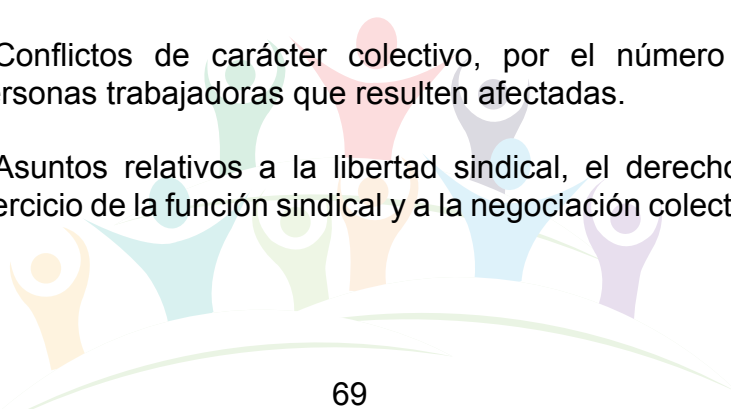 Conflictos de carácter colectivo, por el número
ersonas trabajadoras que resulten afectadas.
Asuntos relativos a la libertad sindical, el derecho
ercicio de la función sindical y a la negociación colect
69